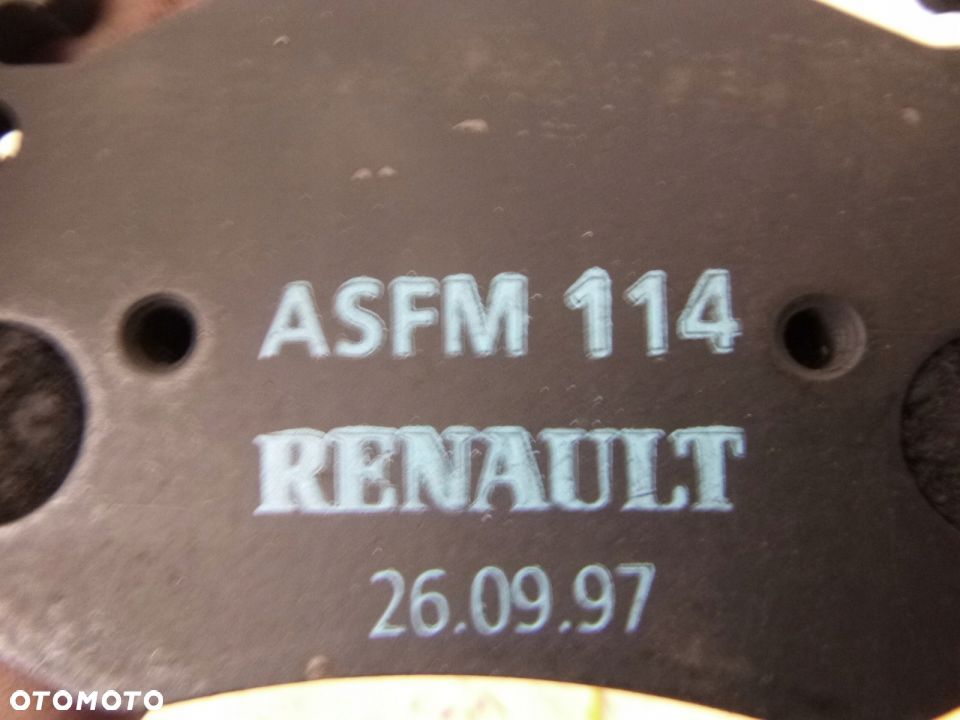 ASFM 114
RENAULT
26.09.97
OTOMOTO